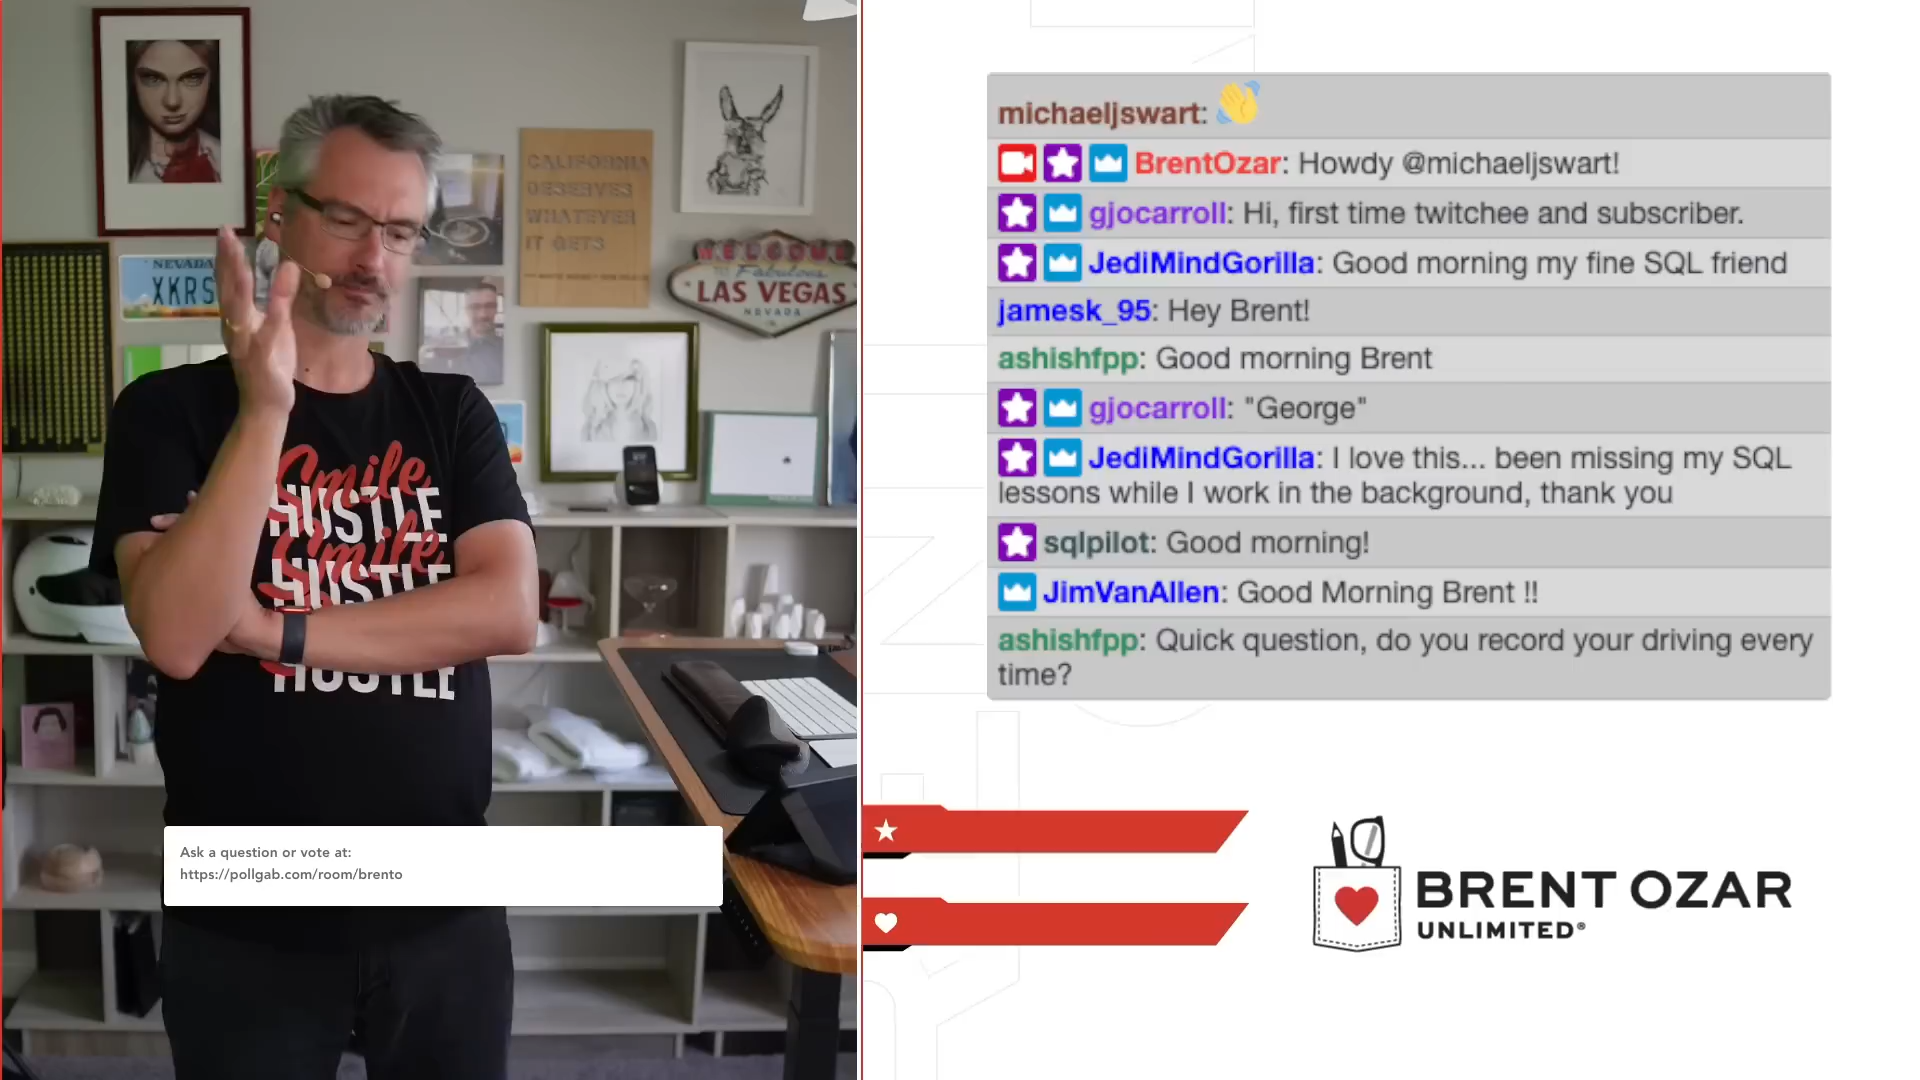 CALIFORNIA
DESERVES
WHATEVER
IT GETS
NEVADA
XKRS
WELCOME
TO Fabulous
LAS VEGAS
NEVADA
Smile
HUSTLE
Smile
HUSTLE
HUSTLE
Ask a question or vote at:
https://pollgab.com/room/brento
michaeljswart: 👋
BrentOzar: Howdy @michaeljswart!
gjocarroll: Hi, first time twitchee and subscriber.
JediMindGorilla: Good morning my fine SQL friend
jamesk_95: Hey Brent!
ashishfpp: Good morning Brent
gjocarroll: "George"
JediMindGorilla: I love this... been missing my SQL
lessons while I work in the background, thank you
sqlpilot: Good morning!
JimVanAllen: Good Morning Brent !!
ashishfpp: Quick question, do you record your driving every
time?
BRENT OZAR
UNLIMITED®